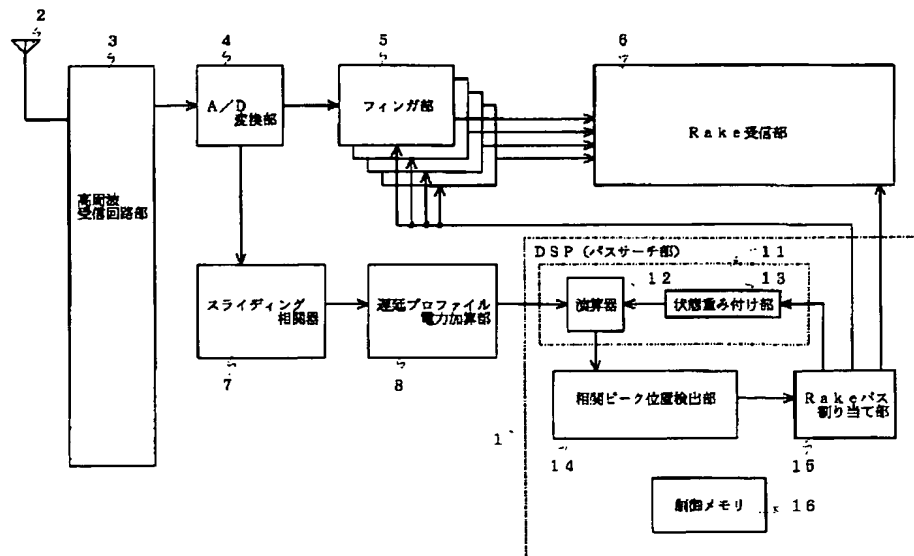 2
3
4
5
6
A/D
変換部
フィンガ部
Rake受信部
高周波
受信回路部
DSP(パスサーチ部)
11
12
13
演算器
状態重み付け部
スライディング
相関器
遅延プロファイル
電力加算部
7
8
相関ピーク位置検出部
Rakeパス
割り当て部
1
14
15
制御メモリ
16